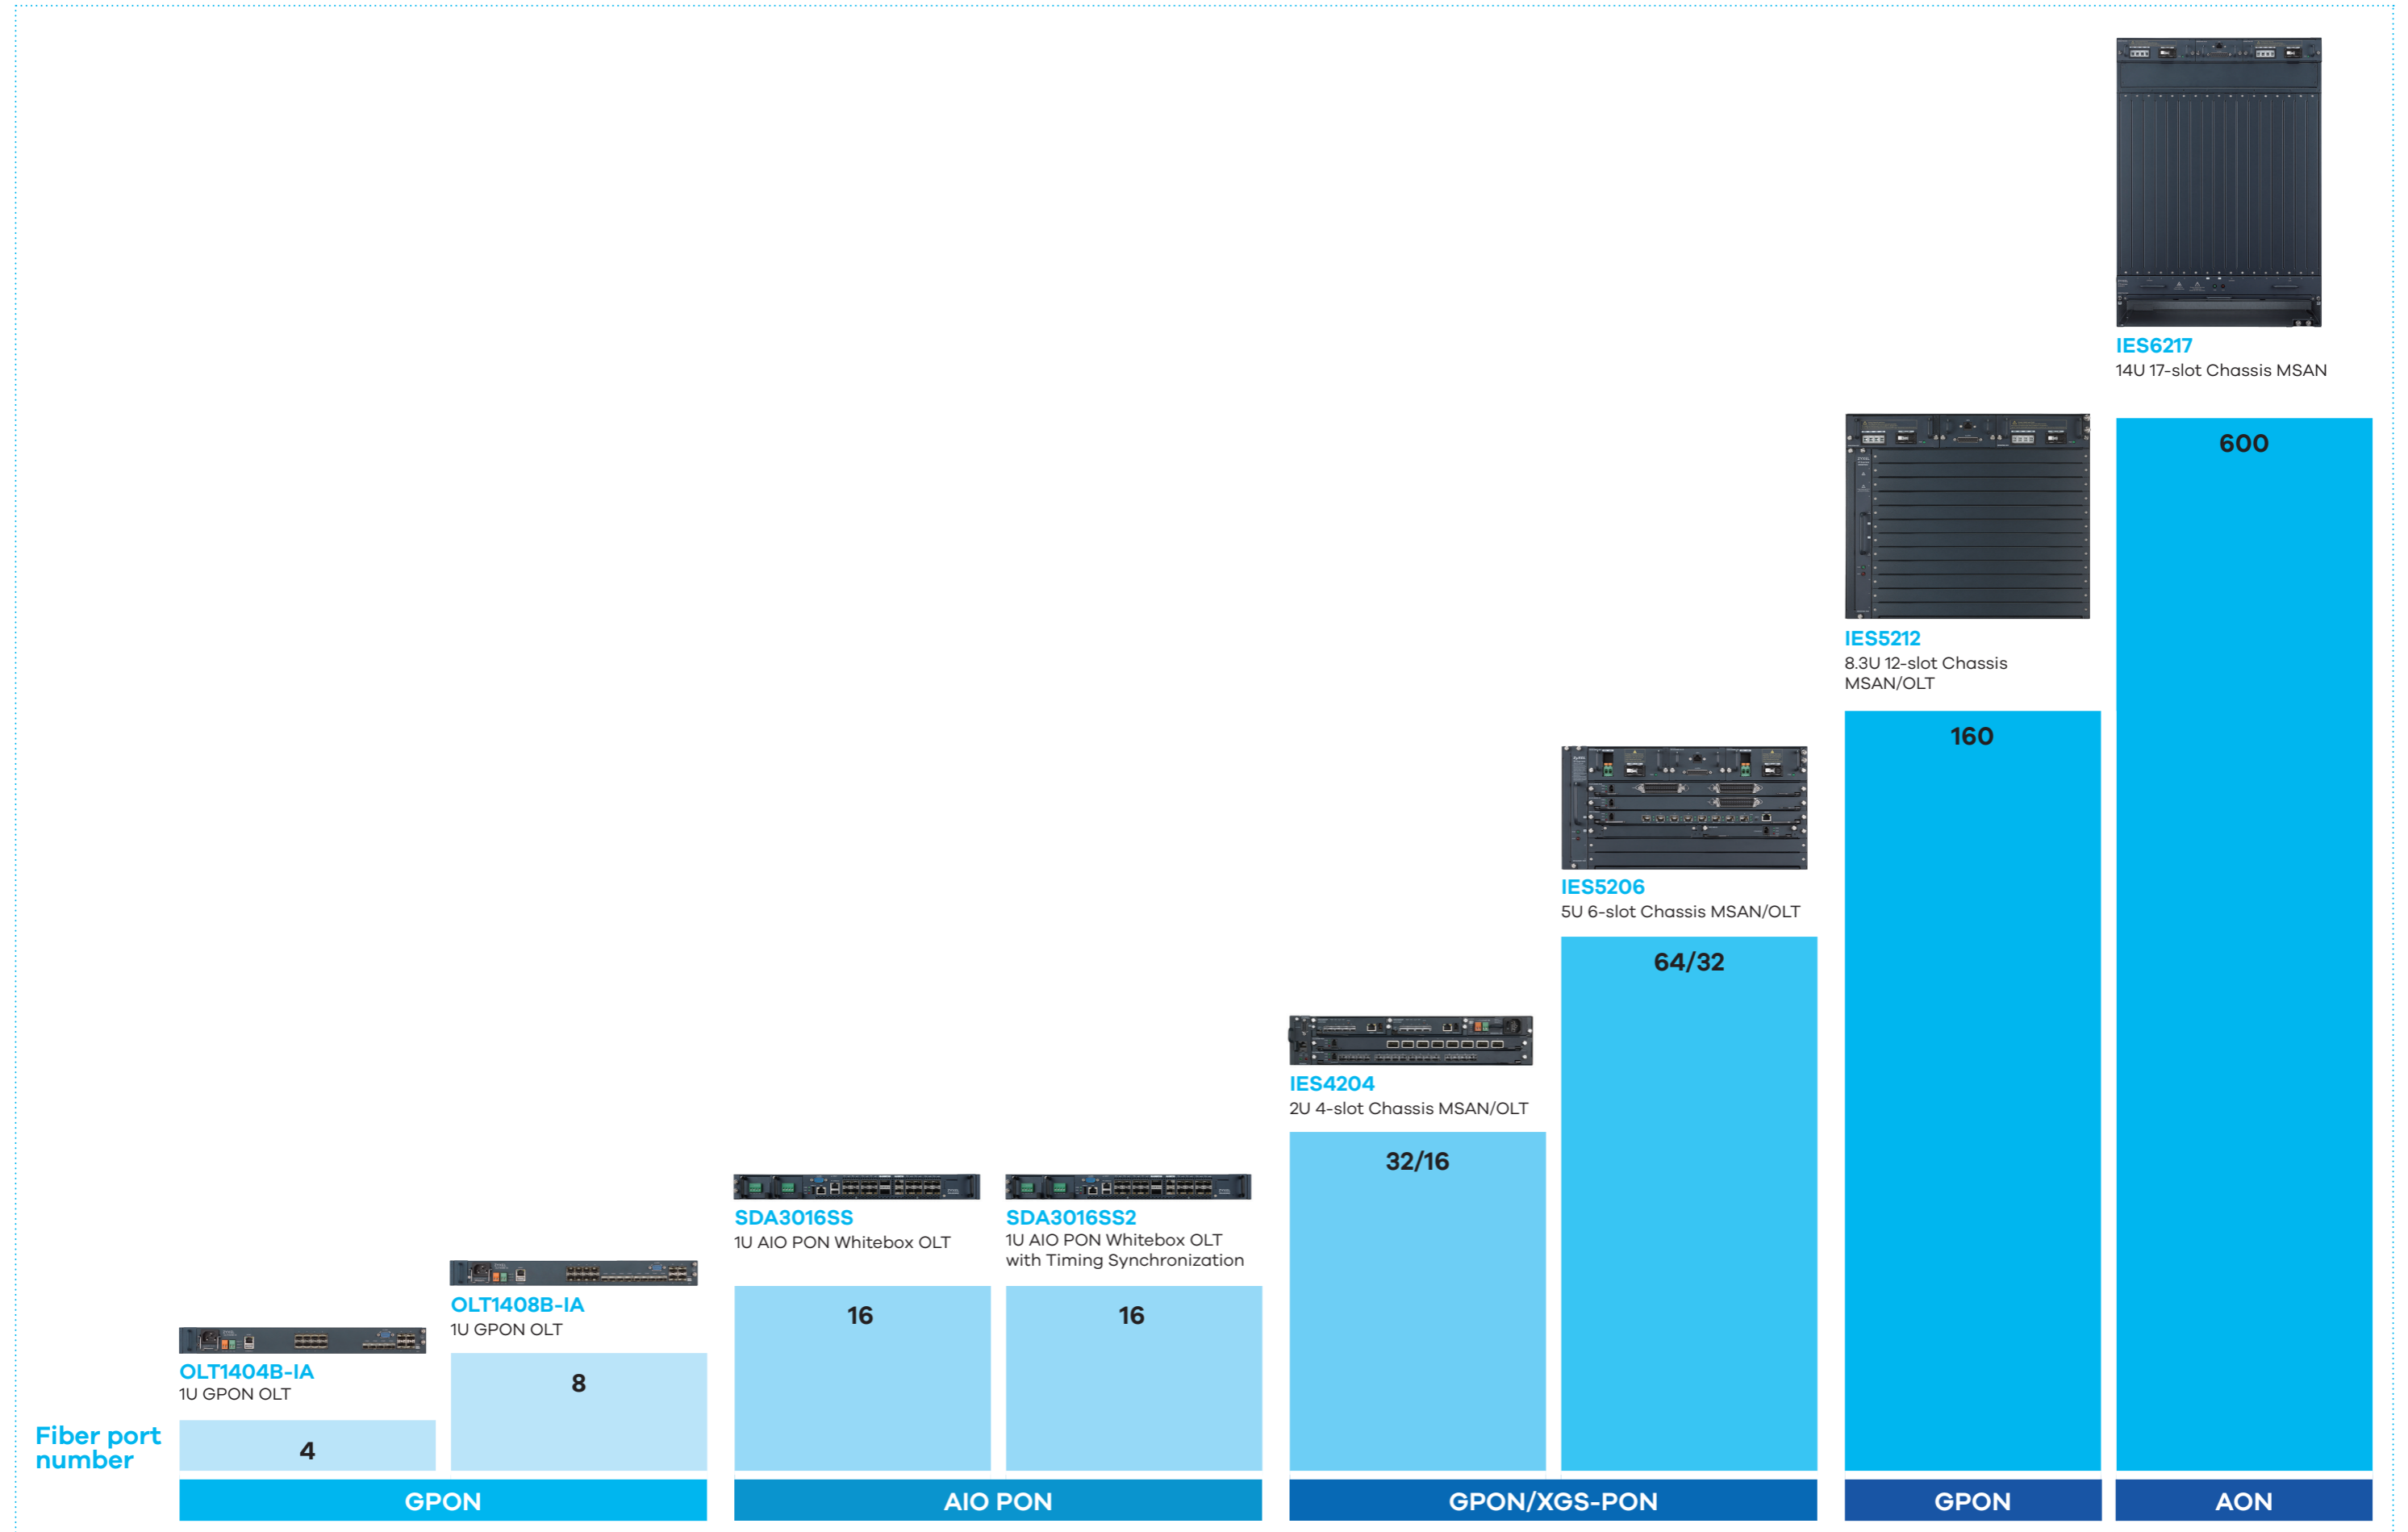 IES6217
14U 17-slot Chassis MSAN
600
IES5212
8.3U 12-slot Chassis
MSAN/OLT
160
IES5206
5U 6-slot Chassis MSAN/OLT
64/32
IES4204
2U 4-slot Chassis MSAN/OLT
32/16
SDA3016SS
1U AIO PON Whitebox OLT
16
SDA3016SS2
1U AIO PON Whitebox OLT
with Timing Synchronization
16
OLT1408B-IA
1U GPON OLT
8
OLT1404B-IA
1U GPON OLT
4
Fiber port
number
GPON
AIO PON
GPON/XGS-PON
GPON
AON